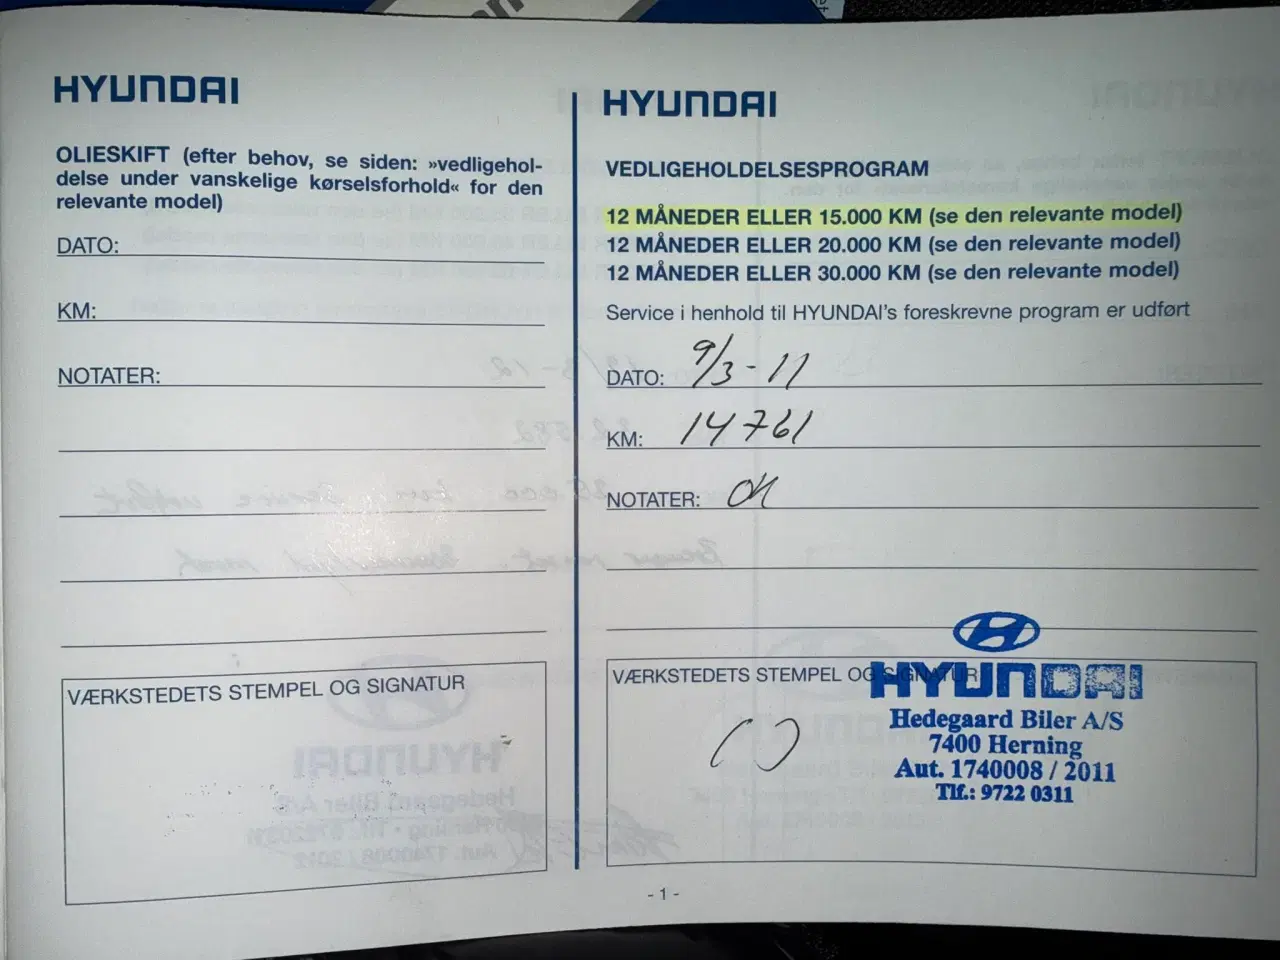 HYUNDAI
OLIESKIFT (efter behov, se siden: »vedligehol-
delse under vanskelige kørselsforhold« for den
relevante model)
DATO:
KM:
NOTATER:
VÆRKSTEDETS STEMPEL OG SIGNATUR
HYUNDAI
VEDLIGEHOLDELSESPROGRAM
12 MÅNEDER ELLER 15.000 KM (se den relevante model)
12 MÅNEDER ELLER 20.000 KM (se den relevante model)
12 MÅNEDER ELLER 30.000 KM (se den relevante model)
Service i henhold til HYUNDAI's foreskrevne program er udført
DATO: 9/3-11
KM: 14761
NOTATER: OK
VÆRKSTEDETS STEMPEL OG SIGNATUR
HYUNDAI
Hedegaard Biler A/S
7400 Herning
Aut. 1740008 / 2011
Tlf.: 9722 0311
- 1 -